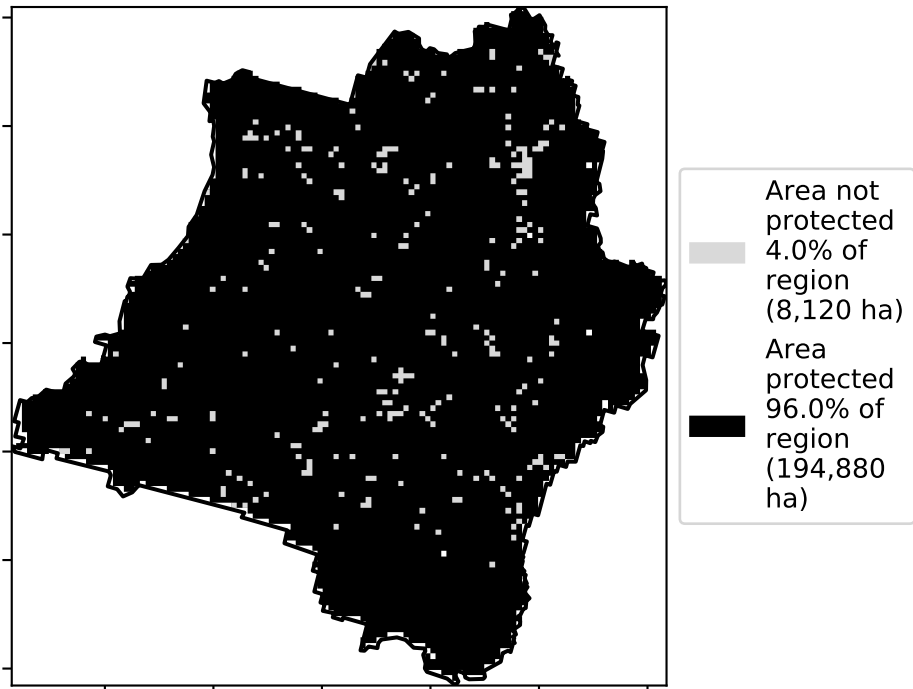 Area not
protected
4.0% of
region
(8,120 ha)
Area
protected
96.0% of
region
(194,880
ha)